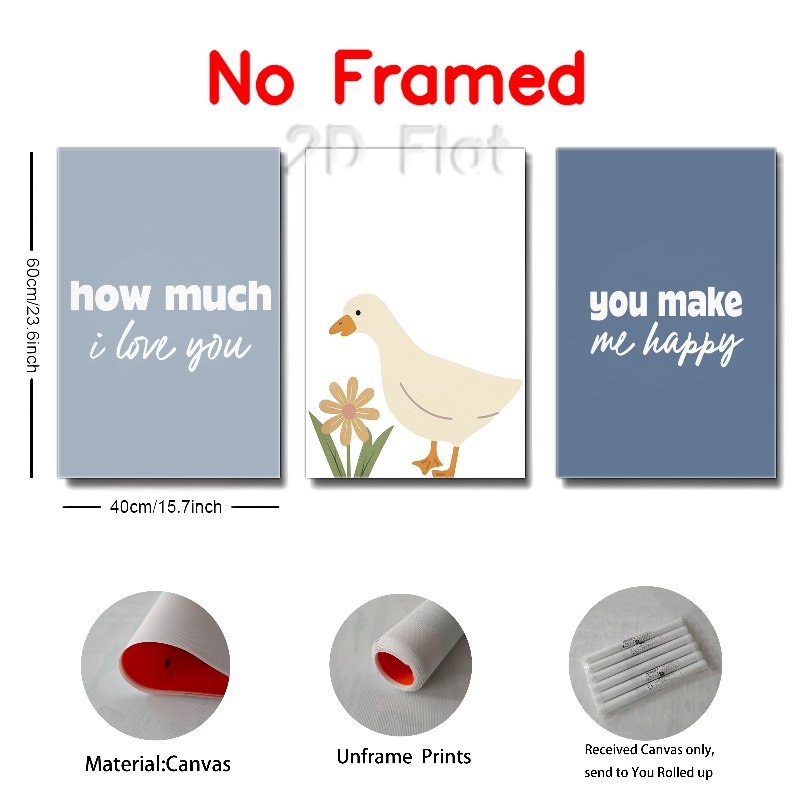 No Framed
2D Flat
how much
i love you
you make
me happy
60cm/23.6inch
40cm/15.7inch
Material:Canvas
Unframe Prints
Received Canvas only,
send to You Rolled up